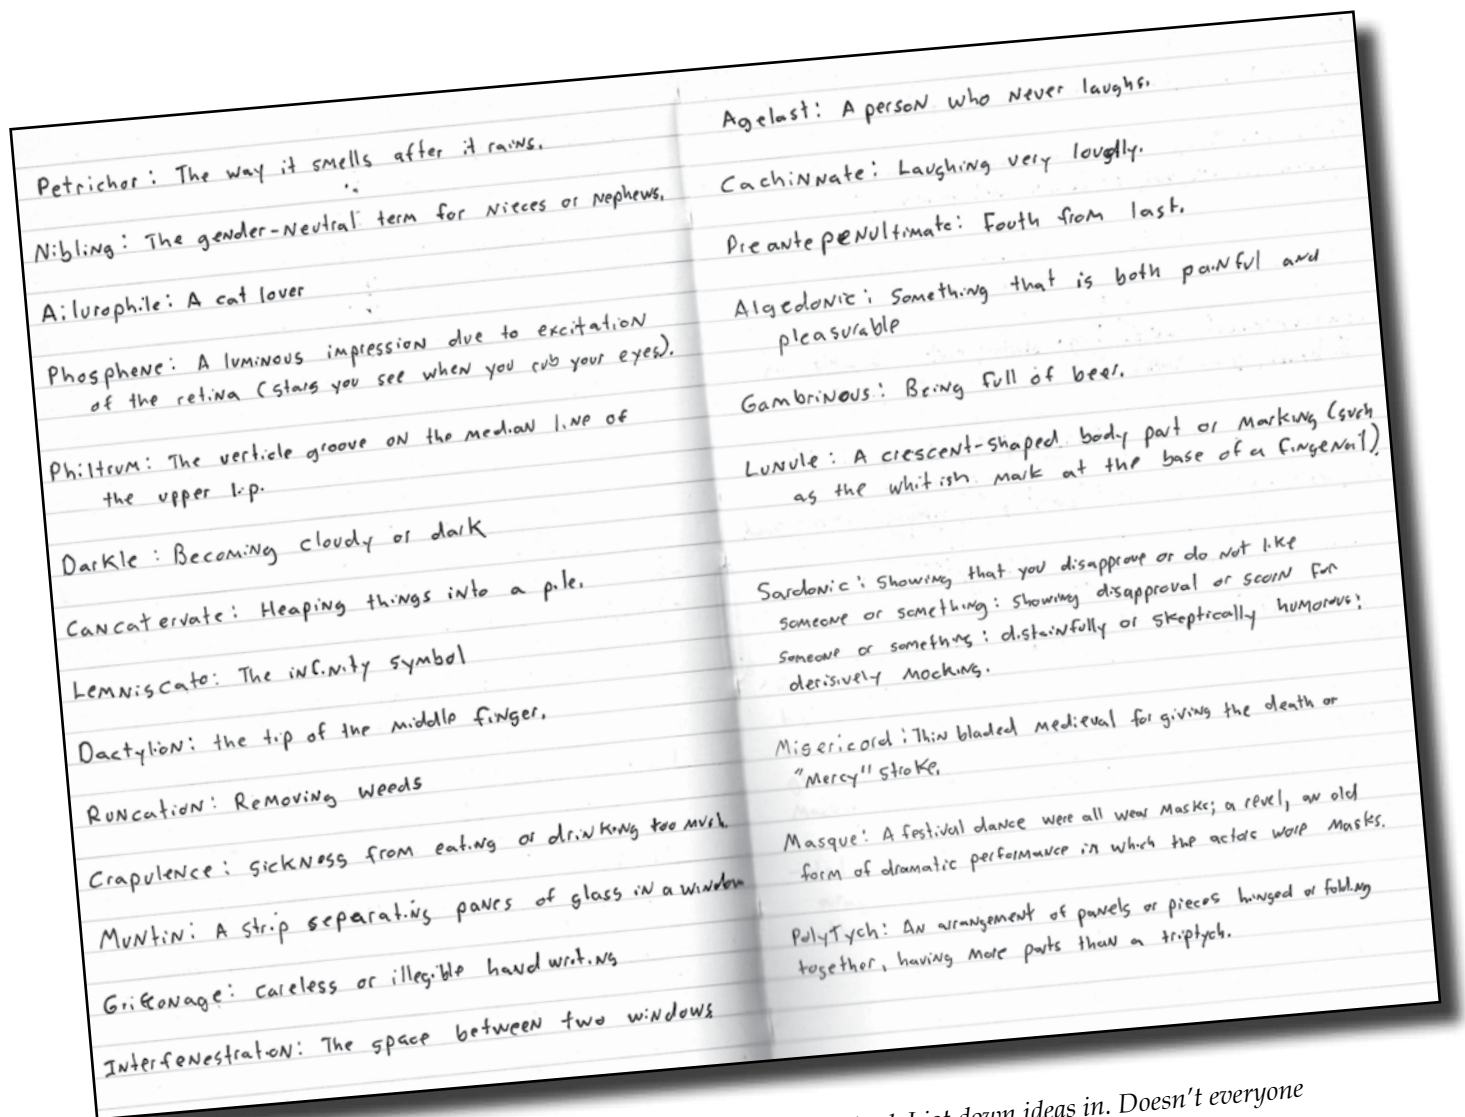 Petrichor: The way it smells after it rains.
Nibling: The gender-Neutral term for Nieces or Nephews.
Ailurophile: A cat lover
Phosphene: A luminous impression due to excitation
of the retina (stars you see when you rub your eyes).
Philtrum: The verticle groove on the median line of
the upper lip.
Darkle: Becoming cloudy or dark
Cancatervate: Heaping things into a pile.
Lemniscate: The infinity symbol
Dactylion: the tip of the middle finger.
Runcation: Removing weeds
Crapulence: Sickness from eating or drinking too much.
Muntin: A strip separating panes of glass in a window
Griffonage: Careless or illegible hand writing
Interfenestration: The space between two windows
Agelast: A person who never laughs.
Cachinnate: Laughing very loudly.
Preantepenultimate: Fouth from last.
Algedonic: Something that is both painful and
pleasurable
Gambrinous: Being full of beer.
Lunule: A crescent-shaped body part or marking (such
as the whitish mark at the base of a fingenail).
Sardonic: Showing that you disapprove or do not like
someone or something: showing disapproval or scorn for
someone or something: distainfully or skeptically humorous:
derisively mocking.
Misericord: Thin bladed medieval for giving the death or
"Mercy" stroke.
Masque: A festival dance were all wear masks; a revel, an old
form of dramatic performance in which the actors wore masks.
PolyTych: An arrangement of panels or pieces hinged or folding
together, having more parts than a triptych.
I jot down ideas in. Doesn't everyone